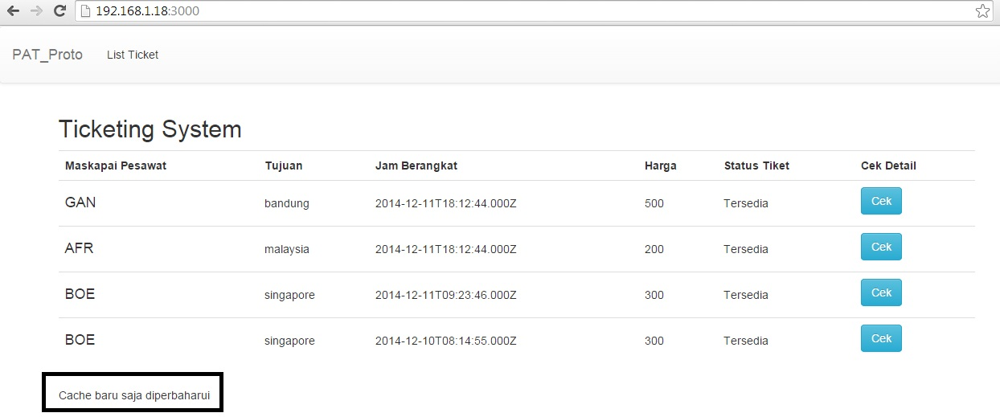 192.168.1.18:3000
PAT_Proto List Ticket
Ticketing System
Maskapai Pesawat Tujuan Jam Berangkat Harga Status Tiket Cek Detail
GAN bandung 2014-12-11T18:12:44.000Z 500 Tersedia Cek
AFR malaysia 2014-12-11T18:12:44.000Z 200 Tersedia Cek
BOE singapore 2014-12-11T09:23:46.000Z 300 Tersedia Cek
BOE singapore 2014-12-10T08:14:55.000Z 300 Tersedia Cek
Cache baru saja diperbaharui